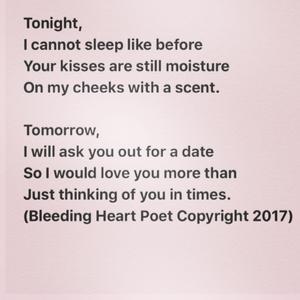 Tonight,
I cannot sleep like before
Your kisses are still moisture
On my cheeks with a scent.

Tomorrow,
I will ask you out for a date
So I would love you more than
Just thinking of you in times.
(Bleeding Heart Poet Copyright 2017)